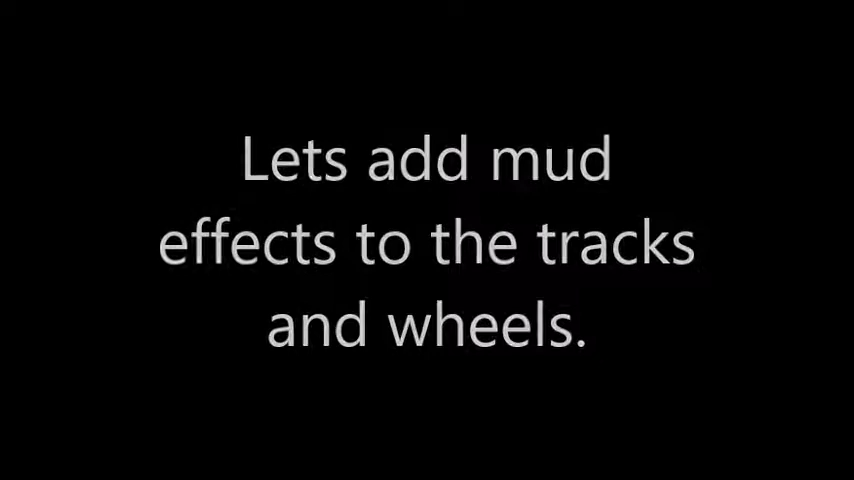 Lets add mud
effects to the tracks
and wheels.